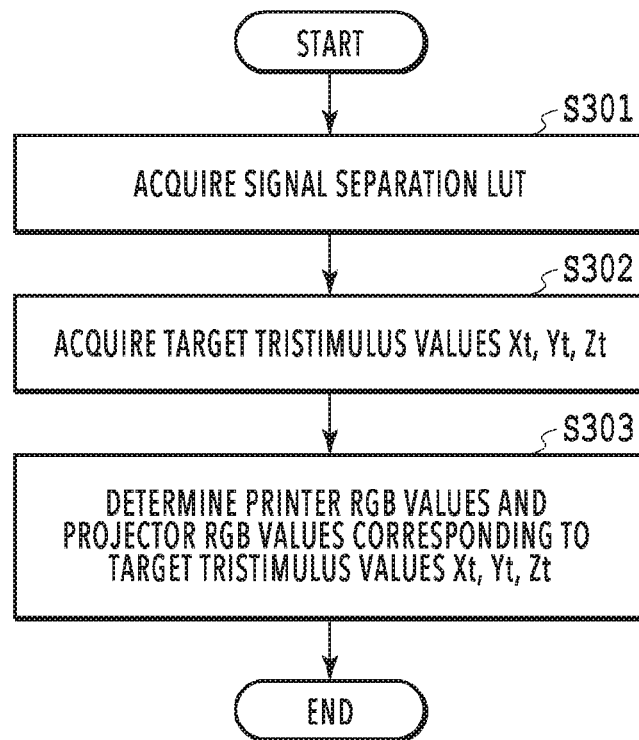 START
S301
ACQUIRE SIGNAL SEPARATION LUT
S302
ACQUIRE TARGET TRISTIMULUS VALUES Xt, Yt, Zt
S303
DETERMINE PRINTER RGB VALUES AND
PROJECTOR RGB VALUES CORRESPONDING TO
TARGET TRISTIMULUS VALUES Xt, Yt, Zt
END